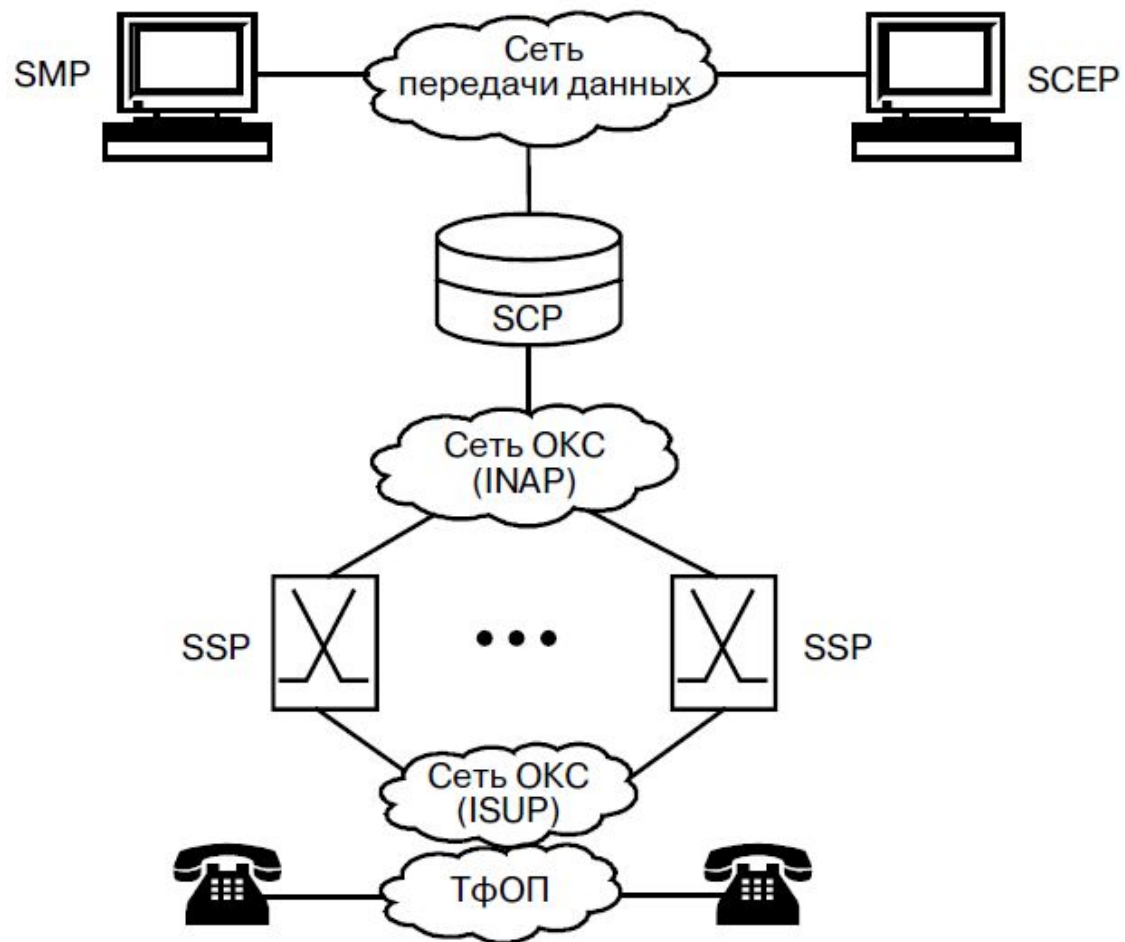 SMP
Сеть
передачи данных
SCEP
SCP
Сеть ОКС
(INAP)
SSP
SSP
Сеть ОКС
(ISUP)
ТфОП